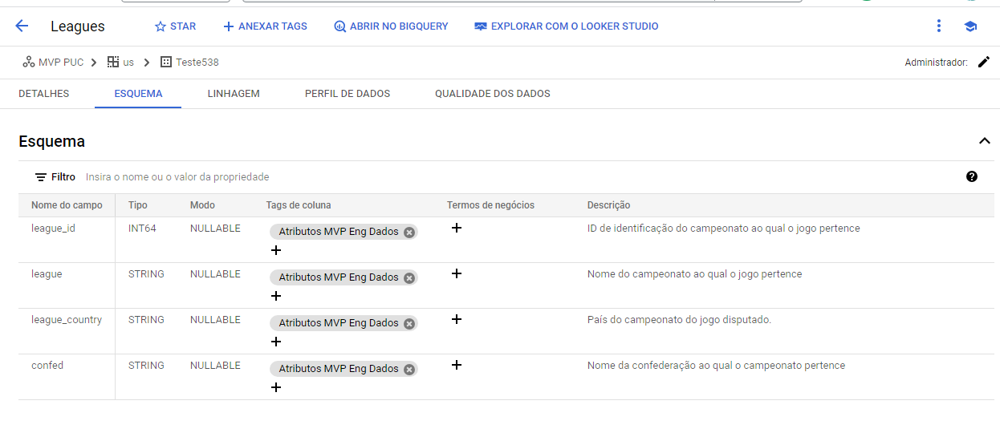 Leagues STAR ANEXAR TAGS ABRIR NO BIGQUERY EXPLORAR COM O LOOKER STUDIO
MVP PUC us Teste538 Administrador:
DETALHES ESQUEMA LINHAGEM PERFIL DE DADOS QUALIDADE DOS DADOS
Esquema
Filtro Insira o nome ou o valor da propriedade
Nome do campo Tipo Modo Tags de coluna Termos de negócios Descrição
league_id INT64 NULLABLE Atributos MVP Eng Dados ID de identificação do campeonato ao qual o jogo pertence
league STRING NULLABLE Atributos MVP Eng Dados Nome do campeonato ao qual o jogo pertence
league_country STRING NULLABLE Atributos MVP Eng Dados País do campeonato do jogo disputado.
confed STRING NULLABLE Atributos MVP Eng Dados Nome da confederação ao qual o campeonato pertence